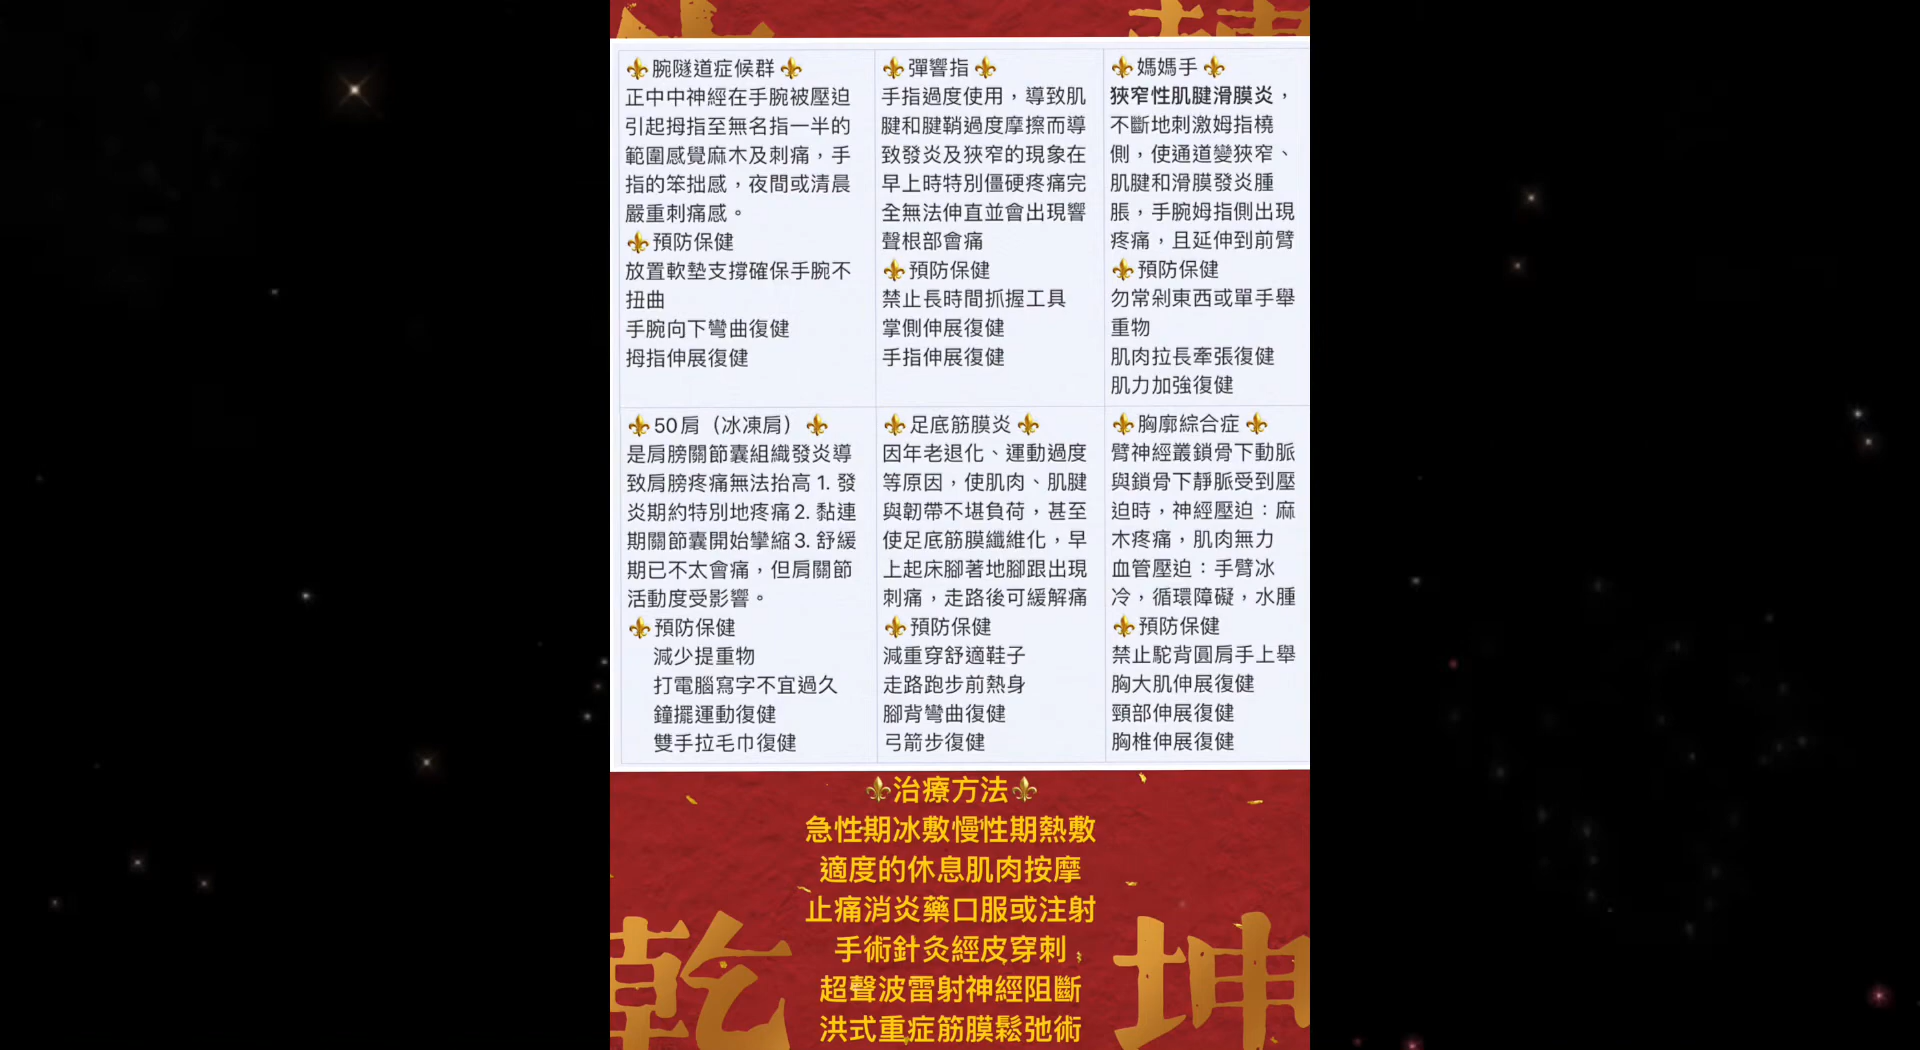 ⚜️腕隧道症候群⚜️
正中中神經在手腕被壓迫
引起拇指至無名指一半的
範圍感覺麻木及刺痛，手
指的笨拙感，夜間或清晨
嚴重刺痛感。
⚜️預防保健
放置軟墊支撐確保手腕不
扭曲
手腕向下彎曲復健
拇指伸展復健
⚜️彈響指⚜️
手指過度使用，導致肌
腱和腱鞘過度摩擦而導
致發炎及狹窄的現象在
早上時特別僵硬疼痛完
全無法伸直並會出現響
聲根部會痛
⚜️預防保健
禁止長時間抓握工具
掌側伸展復健
手指伸展復健
⚜️媽媽手⚜️
狹窄性肌腱滑膜炎，
不斷地刺激姆指橈
側，使通道變狹窄、
肌腱和滑膜發炎腫
脹，手腕姆指側出現
疼痛，且延伸到前臂
⚜️預防保健
勿常剁東西或單手舉
重物
肌肉拉長牽張復健
肌力加強復健
⚜️50肩（冰凍肩）⚜️
是肩膀關節囊組織發炎導
致肩膀疼痛無法抬高1. 發
炎期約特別地疼痛2. 黏連
期關節囊開始攣縮3. 舒緩
期已不太會痛，但肩關節
活動度受影響。
⚜️預防保健
減少提重物
打電腦寫字不宜過久
鐘擺運動復健
雙手拉毛巾復健
⚜️足底筋膜炎⚜️
因年老退化、運動過度
等原因，使肌肉、肌腱
與韌帶不堪負荷，甚至
使足底筋膜纖維化，早
上起床腳著地腳跟出現
刺痛，走路後可緩解痛
⚜️預防保健
減重穿舒適鞋子
走路跑步前熱身
腳背彎曲復健
弓箭步復健
⚜️胸廓綜合症⚜️
臂神經叢鎖骨下動脈
與鎖骨下靜脈受到壓
迫時，神經壓迫：麻
木疼痛，肌肉無力
血管壓迫：手臂冰
冷，循環障礙，水腫
⚜️預防保健
禁止駝背圓肩手上舉
胸大肌伸展復健
頸部伸展復健
胸椎伸展復健
⚜️治療方法⚜️
急性期冰敷慢性期熱敷
適度的休息肌肉按摩
止痛消炎藥口服或注射
手術針灸經皮穿刺
超聲波雷射神經阻斷
洪式重症筋膜鬆弛術
乾 坤